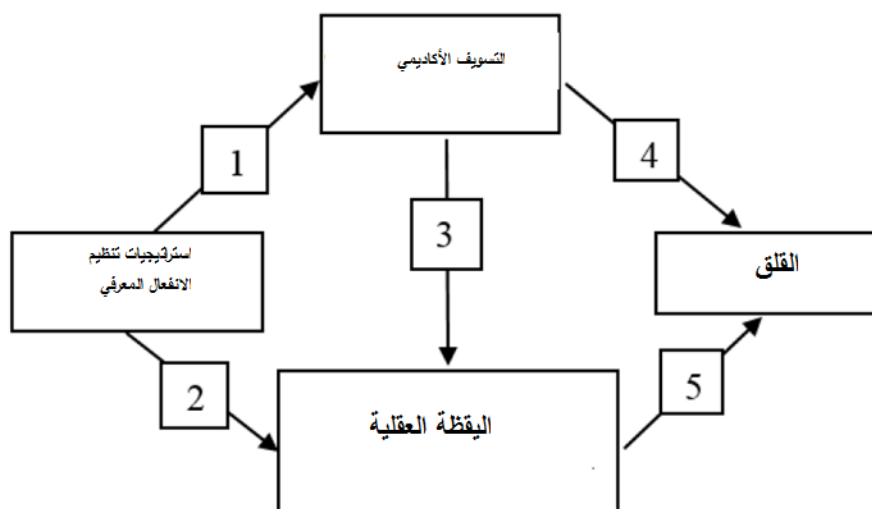 التسويف الأكاديمي
1
4
3
استراتيجيات تنظيم
الانفعال المعرفي
القلق
2
5
اليقظة العقلية